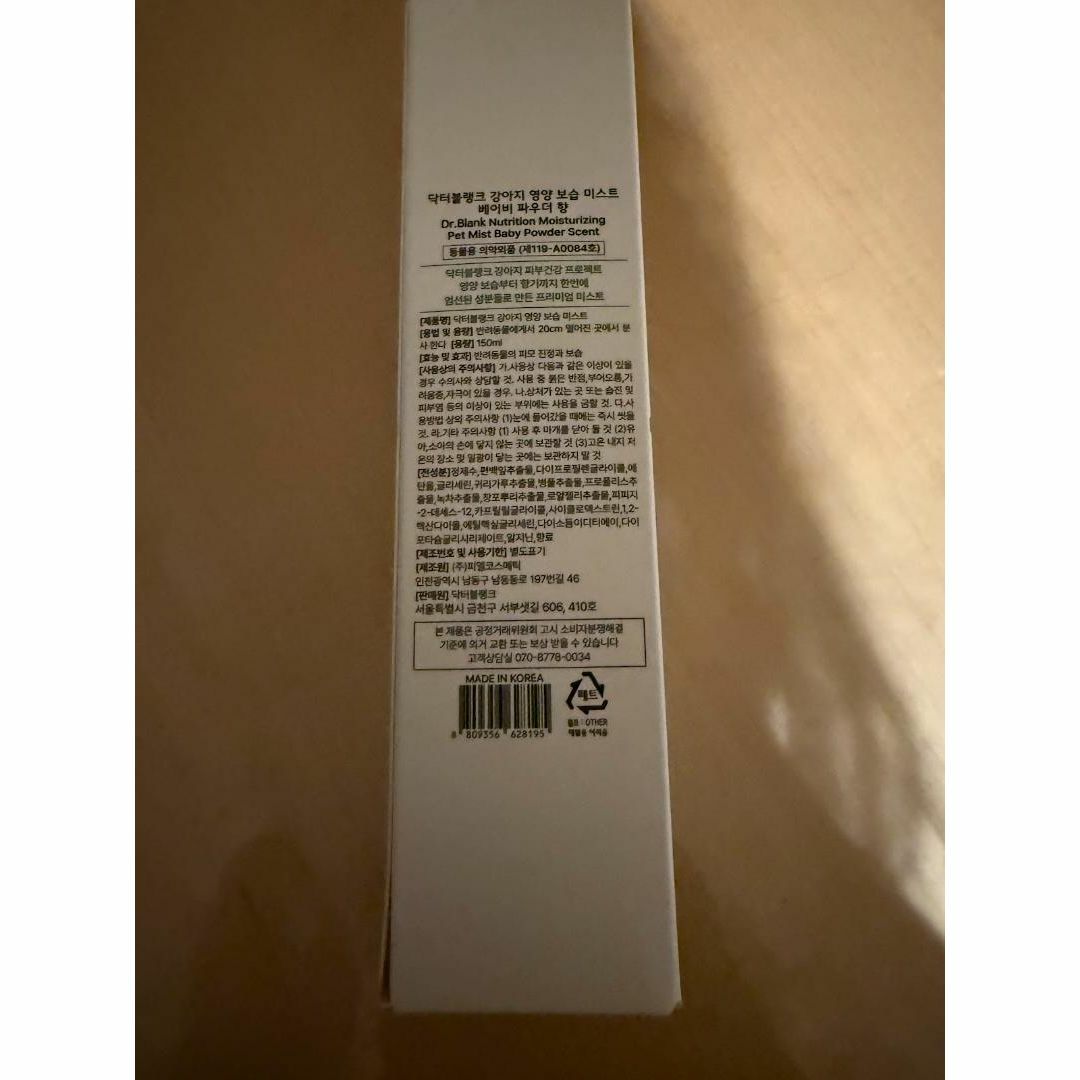 닥터블랭크 강아지 영양 보습 미스트
베이비 파우더 향
Dr.Blank Nutrition Moisturizing
Pet Mist Baby Powder Scent
동물용 의약외품 (제119-A0084호)
닥터블랭크 강아지 피부건강 프로젝트
영양 보습부터 향기까지 한번에
엄선된 성분들로 만든 프리미엄 미스트
[제품명] 닥터블랭크 강아지 영양 보습 미스트
[용법 및 용량] 반려동물에게서 20cm 떨어진 곳에서 분
사 한다 [용량] 150ml
[효능 및 효과] 반려동물의 피모 진정과 보습
[사용상의 주의사항] 가.사용상 다음과 같은 이상이 있을
경우 수의사와 상담할 것. 사용 중 붉은 반점,부어오름,가
려움증,자극이 있을 경우. 나.상처가 있는 곳 또는 습진 및
피부염 등의 이상이 있는 부위에는 사용을 금할 것. 다.사
용방법 상의 주의사항 (1)눈에 들어갔을 때에는 즉시 씻을
것. 라.기타 주의사항 (1) 사용 후 마개를 닫아 둘 것 (2)유
아,소아의 손에 닿지 않는 곳에 보관할 것 (3)고온 내지 저
온의 장소 및 일광이 닿는 곳에는 보관하지 말 것
[전성분]정제수,편백잎추출물,다이프로필렌글라이콜,에
탄올,글리세린,귀리가루추출물,병풀추출물,프로폴리스추
출물,녹차추출물,창포뿌리추출물,로얄젤리추출물,피피지
-2-데세스-12,카프릴릴글라이콜,사이클로덱스트린,1,2-
헥산다이올,에틸헥실글리세린,다이소듐이디티에이,다이
포타슘글리시리제이트,알지닌,향료
[제조번호 및 사용기한] 별도표기
[제조원] (주)피엘코스메틱
인천광역시 남동구 남동동로 197번길 46
[판매원] 닥터블랭크
서울특별시 금천구 서부샛길 606, 410호
본 제품은 공정거래위원회 고시 소비자분쟁해결
기준에 의거 교환 또는 보상 받을 수 있습니다
고객상담실 070-8778-0034
MADE IN KOREA
페트
펌프 : OTHER
재활용 어려움
8 809356 628195